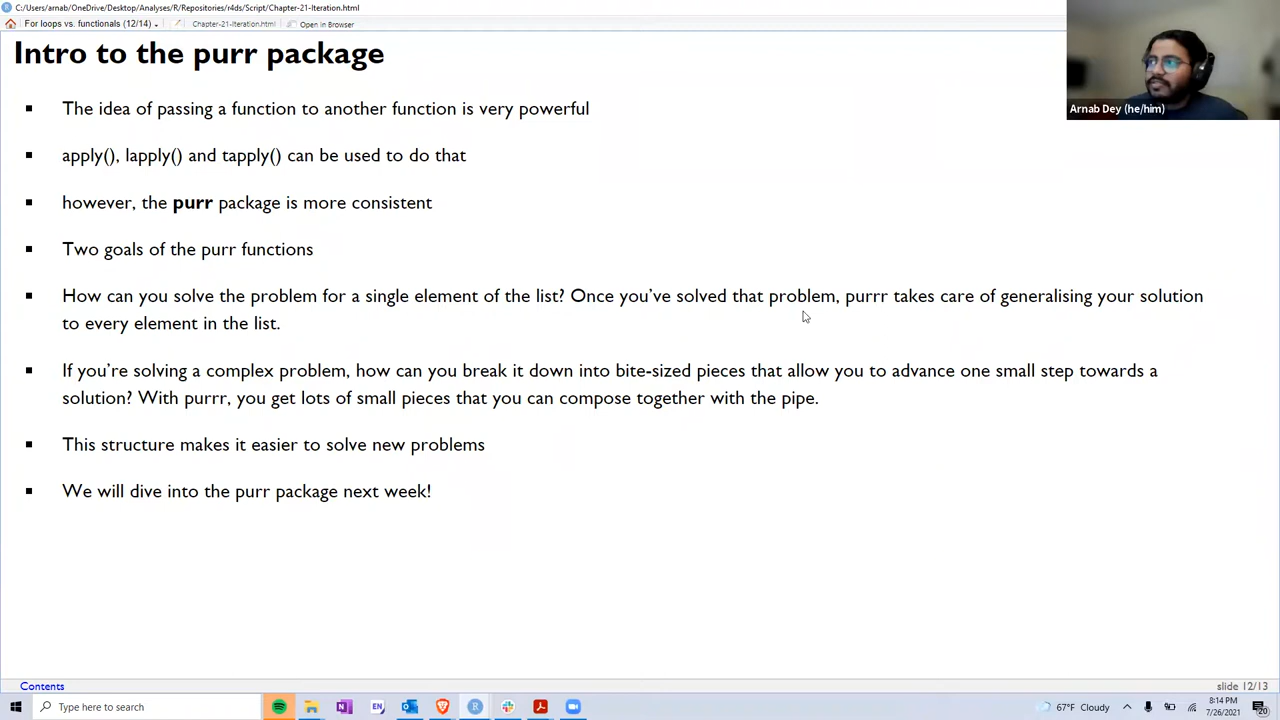 C:/Users/arnab/OneDrive/Desktop/Analyses/R/Repositories/r4ds/Script/Chapter-21-Iteration.html
For loops vs. functionals (12/14)
Chapter-21-Iteration.html
Open in Browser
Intro to the purr package
The idea of passing a function to another function is very powerful
apply(), lapply() and tapply() can be used to do that
however, the purr package is more consistent
Two goals of the purr functions
How can you solve the problem for a single element of the list? Once you've solved that problem, purrr takes care of generalising your solution
to every element in the list.
If you're solving a complex problem, how can you break it down into bite-sized pieces that allow you to advance one small step towards a
solution? With purrr, you get lots of small pieces that you can compose together with the pipe.
This structure makes it easier to solve new problems
We will dive into the purr package next week!
Arnab Dey (he/him)
Contents
slide 12/13
Type here to search
67°F Cloudy
8:14 PM
7/26/2021
20